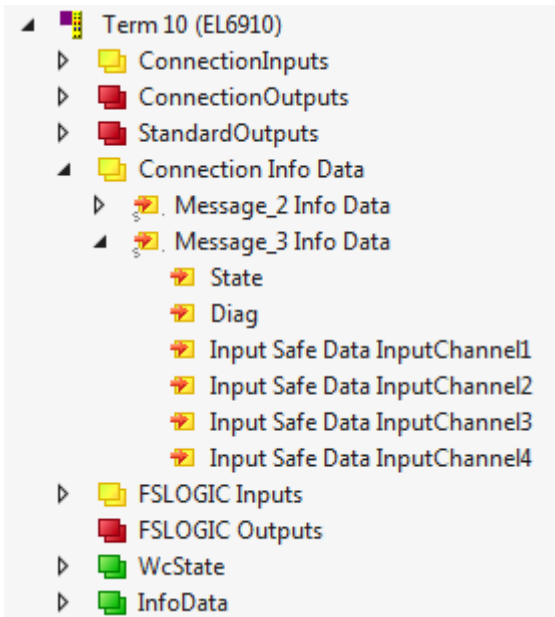 Term 10 (EL6910)
ConnectionInputs
ConnectionOutputs
StandardOutputs
Connection Info Data
Message_2 Info Data
Message_3 Info Data
State
Diag
Input Safe Data InputChannel1
Input Safe Data InputChannel2
Input Safe Data InputChannel3
Input Safe Data InputChannel4
FSLOGIC Inputs
FSLOGIC Outputs
WcState
InfoData